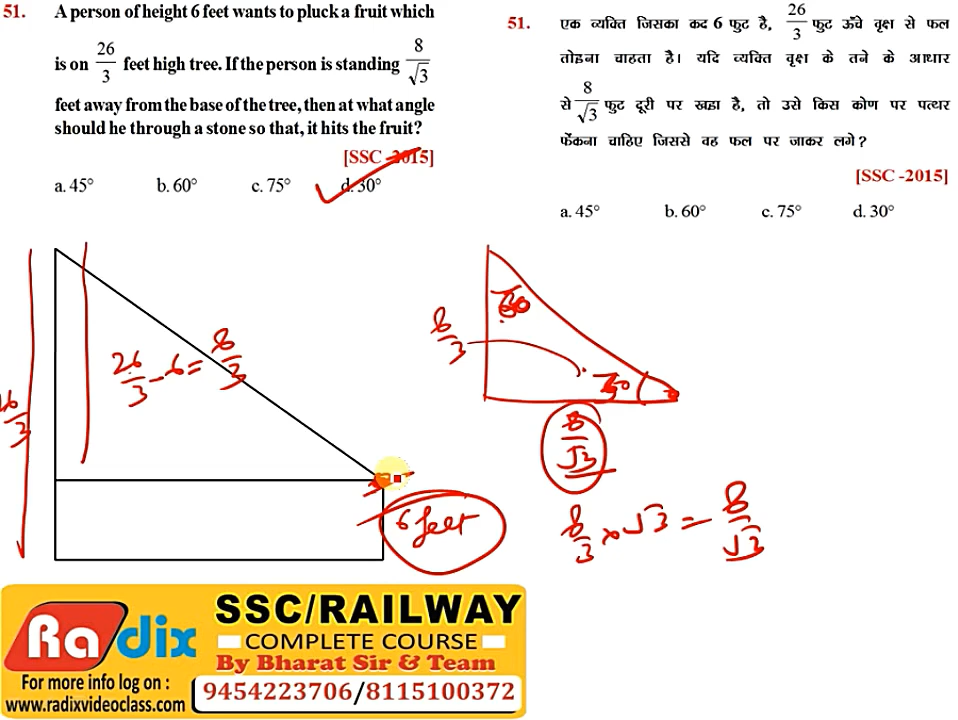 51. A person of height 6 feet wants to pluck a fruit which
is on 26/3 feet high tree. If the person is standing 8/√3
feet away from the base of the tree, then at what angle
should he through a stone so that, it hits the fruit?
[SSC -2015]
a. 45° b. 60° c. 75° d. 30°
51. एक व्यक्ति जिसका कद 6 फुट है, 26/3 फुट ऊँचे वृक्ष से फल
तोड़ना चाहता है। यदि व्यक्ति वृक्ष के तने के आधार
से 8/√3 फुट दूरी पर खड़ा है, तो उसे किस कोण पर पत्थर
फेंकना चाहिए जिससे वह फल पर जाकर लगे?
[SSC -2015]
a. 45° b. 60° c. 75° d. 30°
26/3
26/3 - 6 = 8/3
6 feet
8/3
60
30
8/√3
8/3 × √3 = 8/√3
Radix
For more info log on :
www.radixvideoclass.com
SSC/RAILWAY
COMPLETE COURSE
By Bharat Sir & Team
9454223706/8115100372